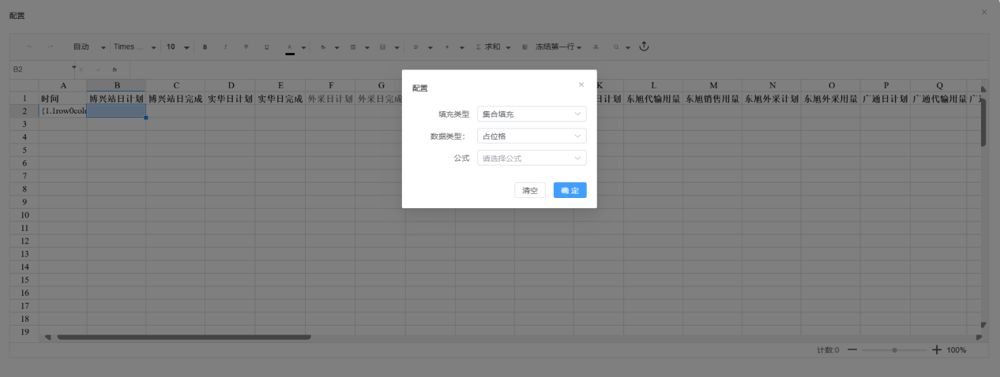 配置
自动 Times ... 10 B I U A Σ 求和 冻结第一行
B2 fx
A B C D E F G K L M N O P Q
1 时间 博兴站日计划 博兴站日完成 实华日计划 实华日完成 外采日计划 外采日完成 日计划 东旭代输用量 东旭销售用量 东旭外采计划 东旭外采用量 广通日计划 广通代输用量
2 {1.1row0colu
3
4
5
6
7
8
9
10
11
12
13
14
15
16
17
18
19
配置
填充类型 集合填充
数据类型： 占位格
公式 请选择公式
清空 确 定
计数:0 100%